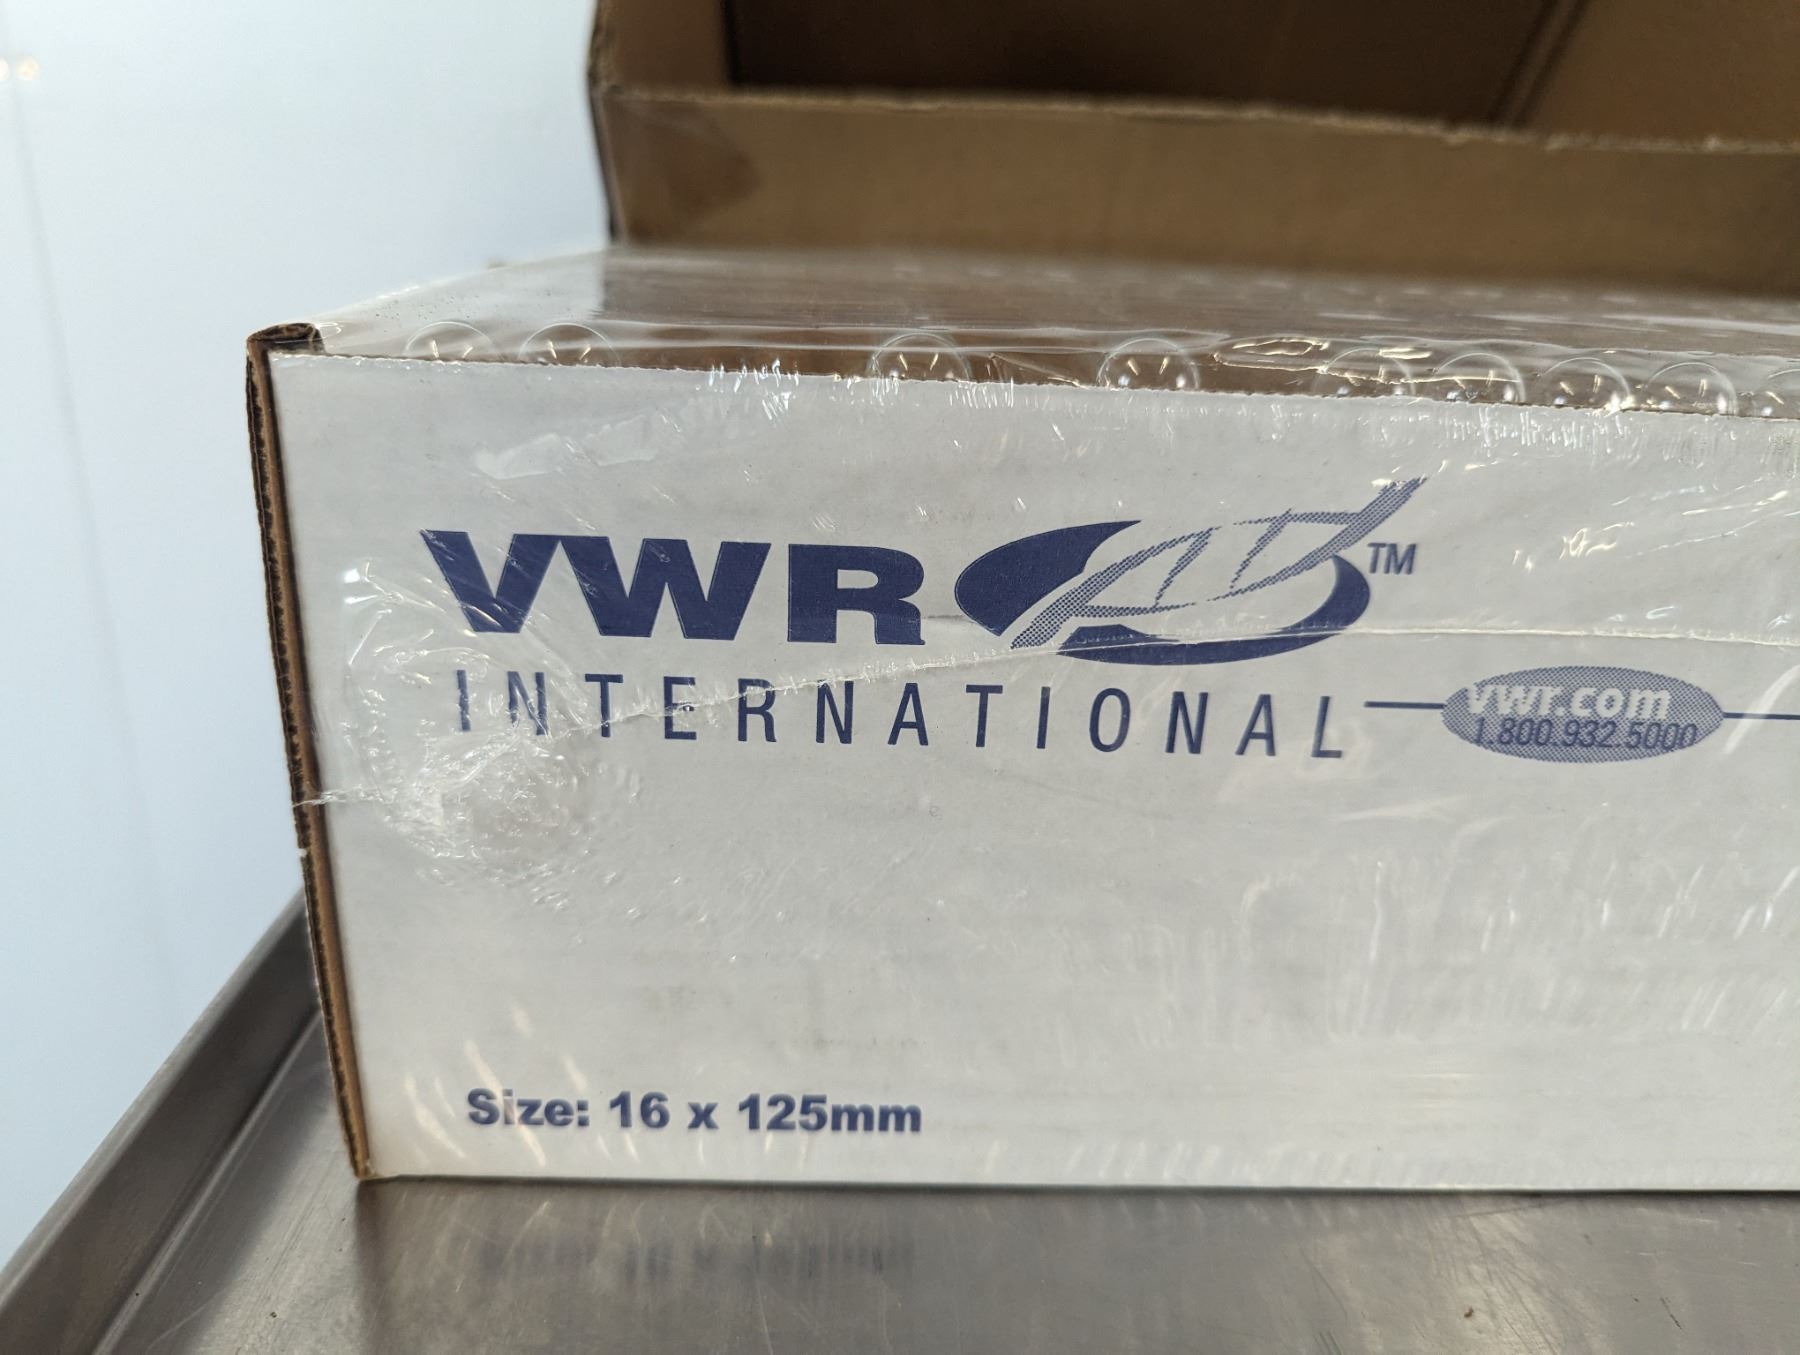 VWR™
INTERNATIONAL
vwr.com
1.800.932.5000
Size: 16 x 125mm